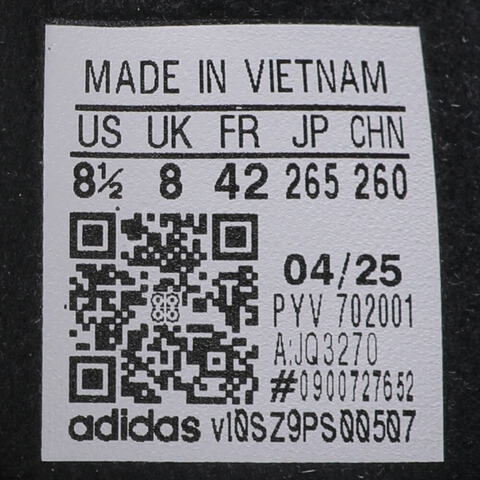 MADE IN VIETNAM
US UK FR JP CHN
8½ 8 42 265 260
04/25
PYV 702001
A:JQ3270
#0900727652
adidas v10SZ9PS00507